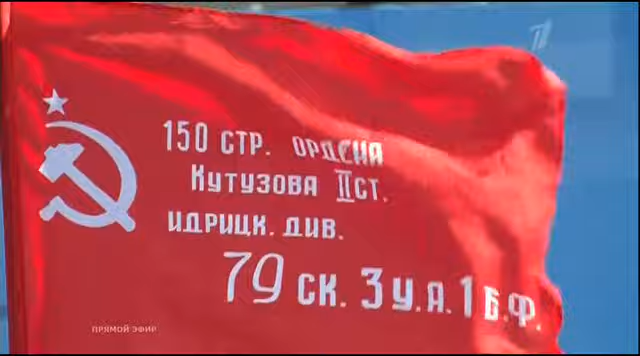 150 СТР. ОРДЕНА
КУТУЗОВА II СТ.
ИДРИЦК. ДИВ.
79 СК. 3 У.А. 1 Б.Ф.
ПРЯМОЙ ЭФИР